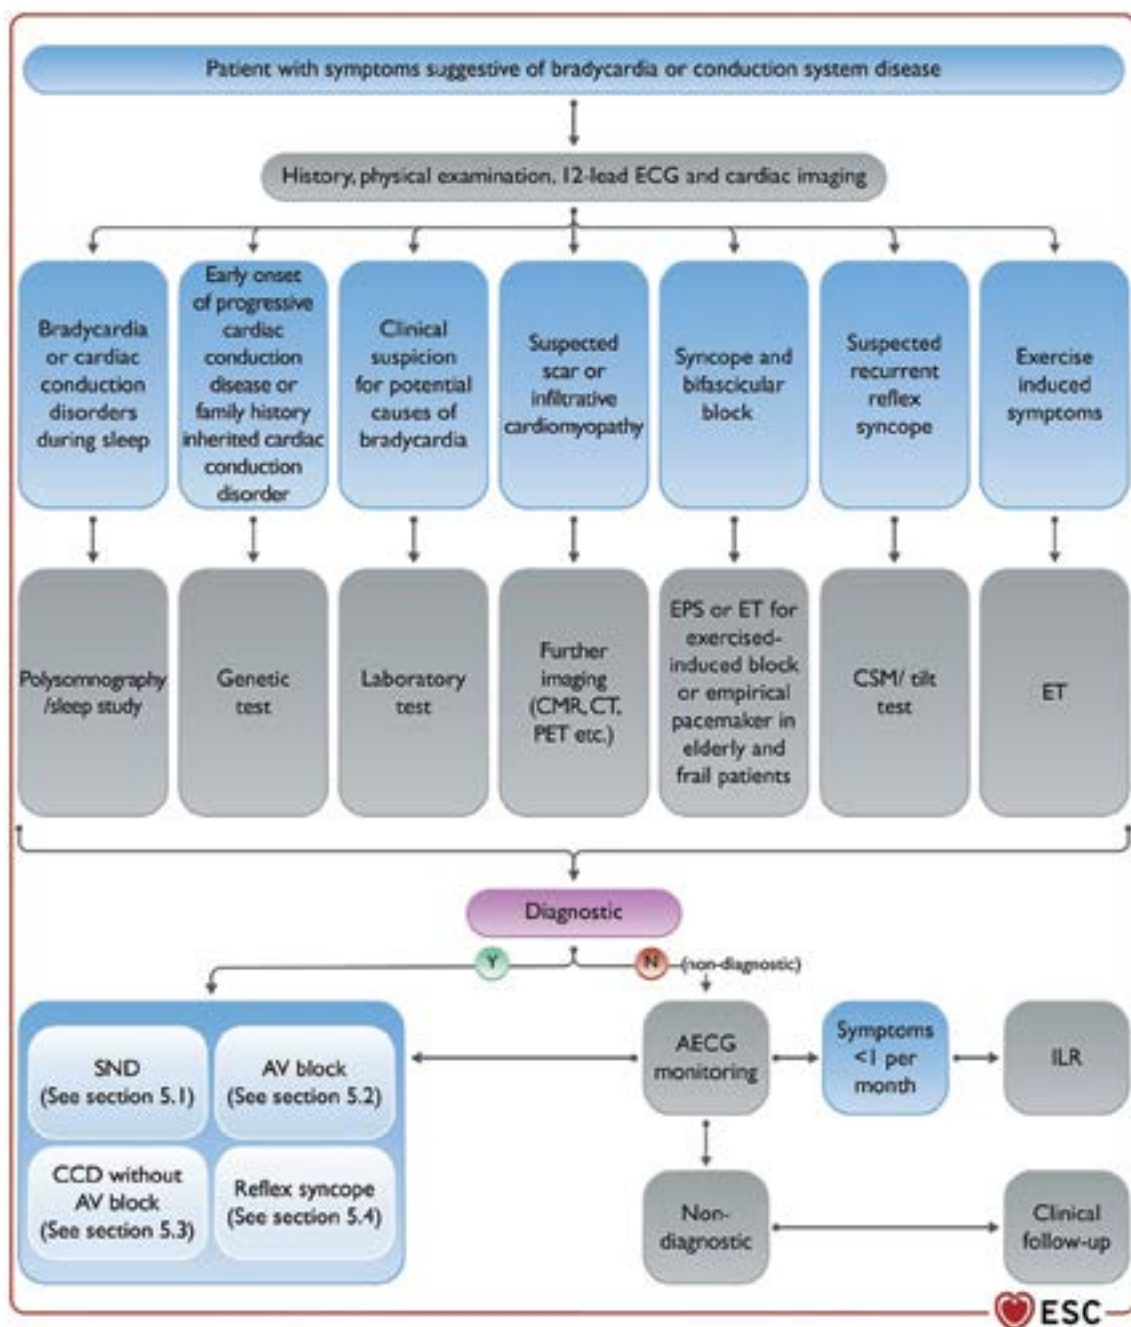 Patient with symptoms suggestive of bradycardia or conduction system disease
History, physical examination, 12-lead ECG and cardiac imaging
Bradycardia
or cardiac
conduction
disorders
during sleep
Early onset
of progressive
cardiac
conduction
disease or
family history
inherited cardiac
conduction
disorder
Clinical
suspicion for
potential
causes of
bradycardia
Suspected
scar or
infiltrative
cardiomyopathy
Syncope and
bifascicular
block
Suspected
recurrent
reflex
syncope
Exercise
induced
symptoms
Polysomnography
/sleep study
Genetic
test
Laboratory
test
Further
imaging
(CMR, CT,
PET etc.)
EPS or ET for
exercised-
induced block
or empirical
pacemaker in
elderly and
frail patients
CSM/ tilt
test
ET
Diagnostic
Y
N
(non-diagnostic)
SND
(See section 5.1)
AV block
(See section 5.2)
CCD without
AV block
(See section 5.3)
Reflex syncope
(See section 5.4)
AECG
monitoring
Symptoms
<1 per
month
ILR
Non-
diagnostic
Clinical
follow-up
ESC